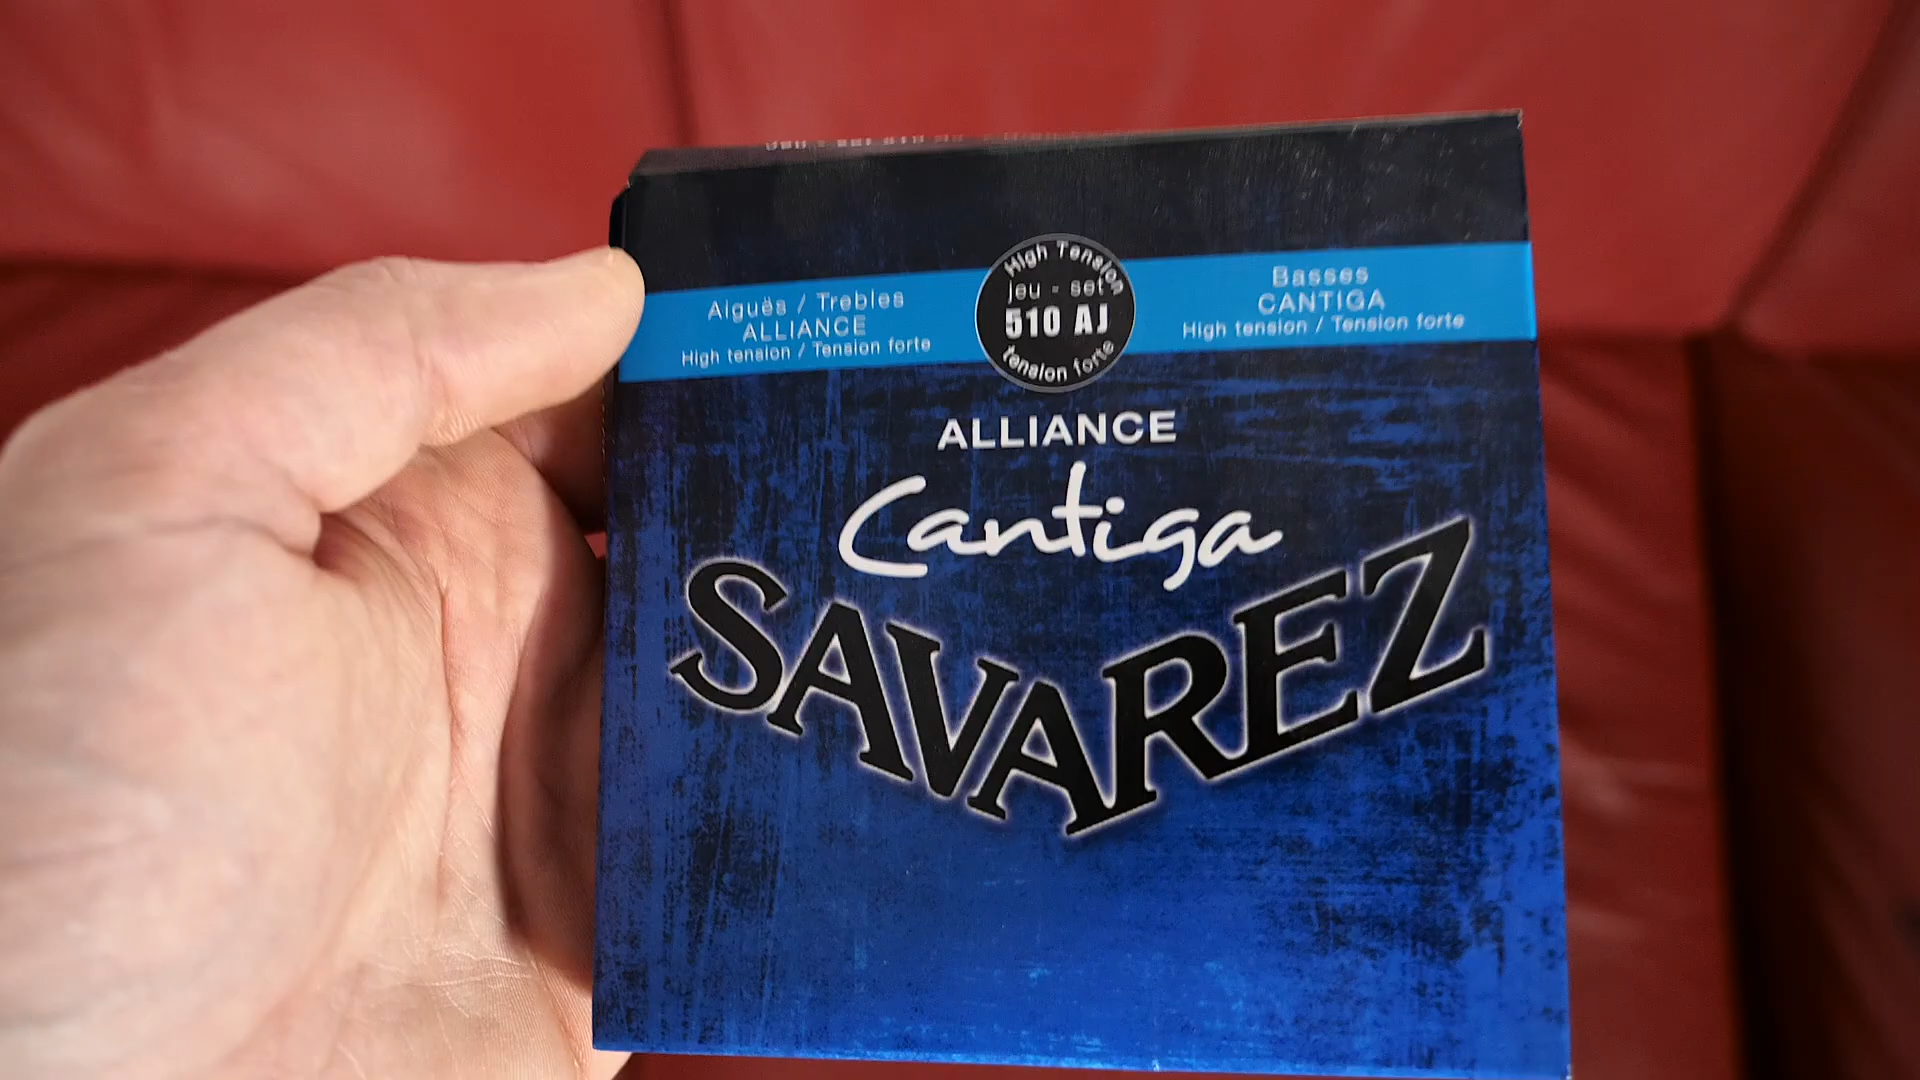 Aiguës / Trebles
ALLIANCE
High tension / Tension forte
High Tension
jeu - set
510 AJ
tension forte
Basses
CANTIGA
High tension / Tension forte
ALLIANCE
Cantiga
SAVAREZ